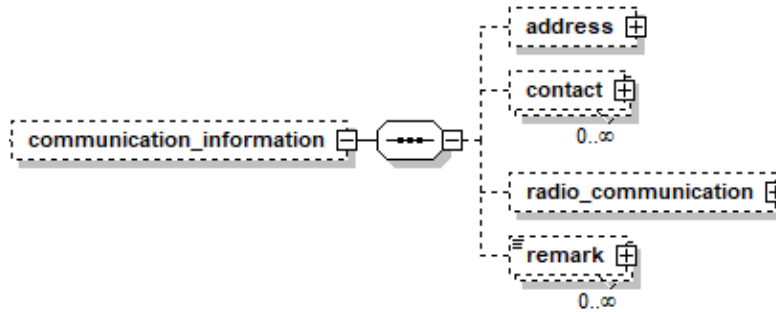 address
contact
0..∞
communication_information
radio_communication
remark
0..∞